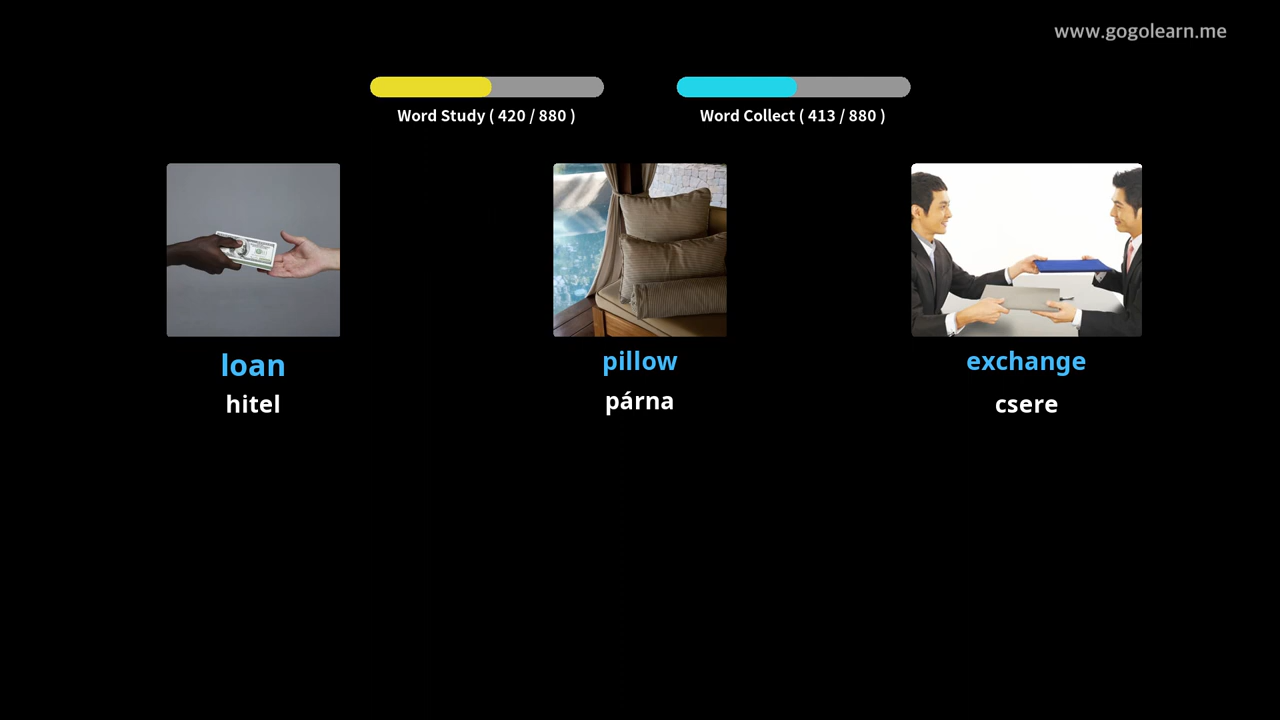 www.gogolearn.me
Word Study ( 420 / 880 )
Word Collect ( 413 / 880 )
loan
hitel
pillow
párna
exchange
csere